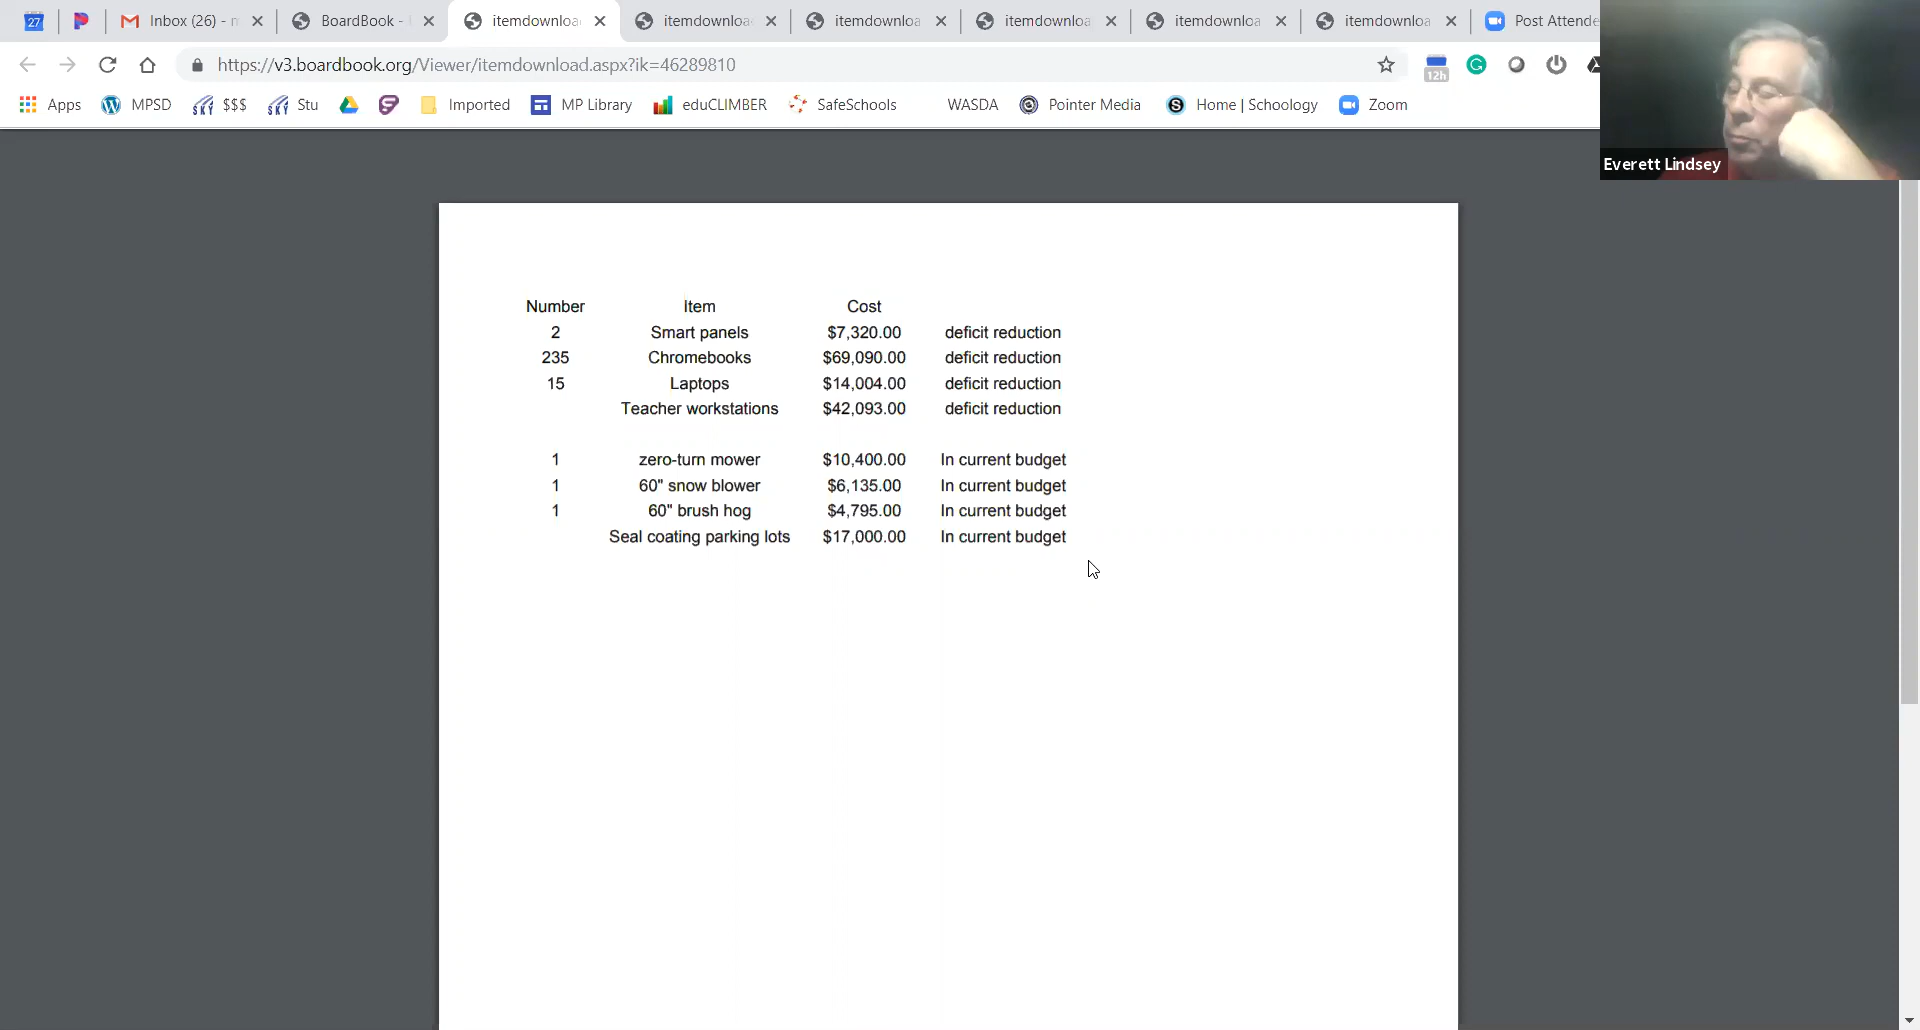 27 Inbox (26) - BoardBook - itemdownloa itemdownloa itemdownloa itemdownloa itemdownloa itemdownloa Post Attende
https://v3.boardbook.org/Viewer/itemdownload.aspx?ik=46289810 12h
Apps MPSD $$$ Stu Imported MP Library eduCLIMBER SafeSchools WASDA Pointer Media Home | Schoology Zoom
Everett Lindsey
Number Item Cost
2 Smart panels $7,320.00 deficit reduction
235 Chromebooks $69,090.00 deficit reduction
15 Laptops $14,004.00 deficit reduction
Teacher workstations $42,093.00 deficit reduction
1 zero-turn mower $10,400.00 In current budget
1 60" snow blower $6,135.00 In current budget
1 60" brush hog $4,795.00 In current budget
Seal coating parking lots $17,000.00 In current budget